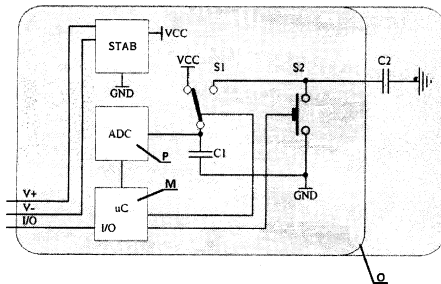 STAB
VCC
VCC
S1
S2
C2
GND
ADC
P
C1
M
V+
V-
I/O
uC
I/O
GND
O